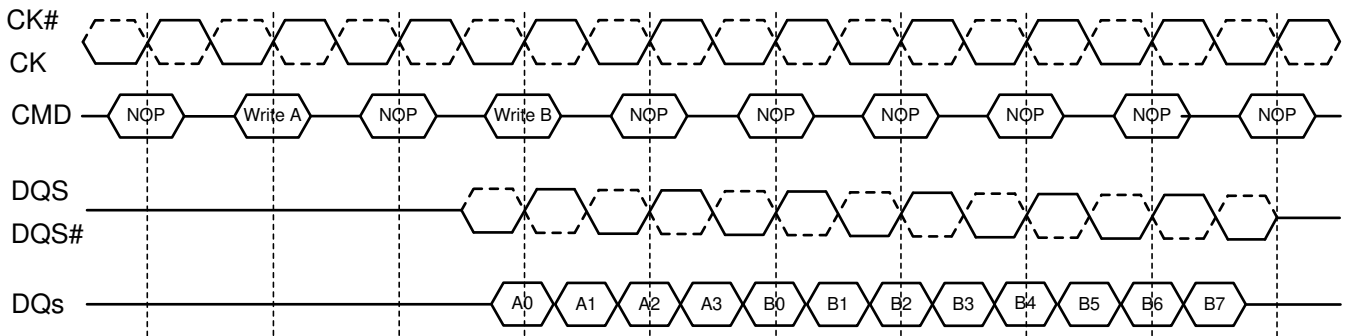 CK#
CK
CMD NOP Write A NOP Write B NOP NOP NOP NOP NOP NOP
DQS
DQS#
DQs A0 A1 A2 A3 B0 B1 B2 B3 B4 B5 B6 B7